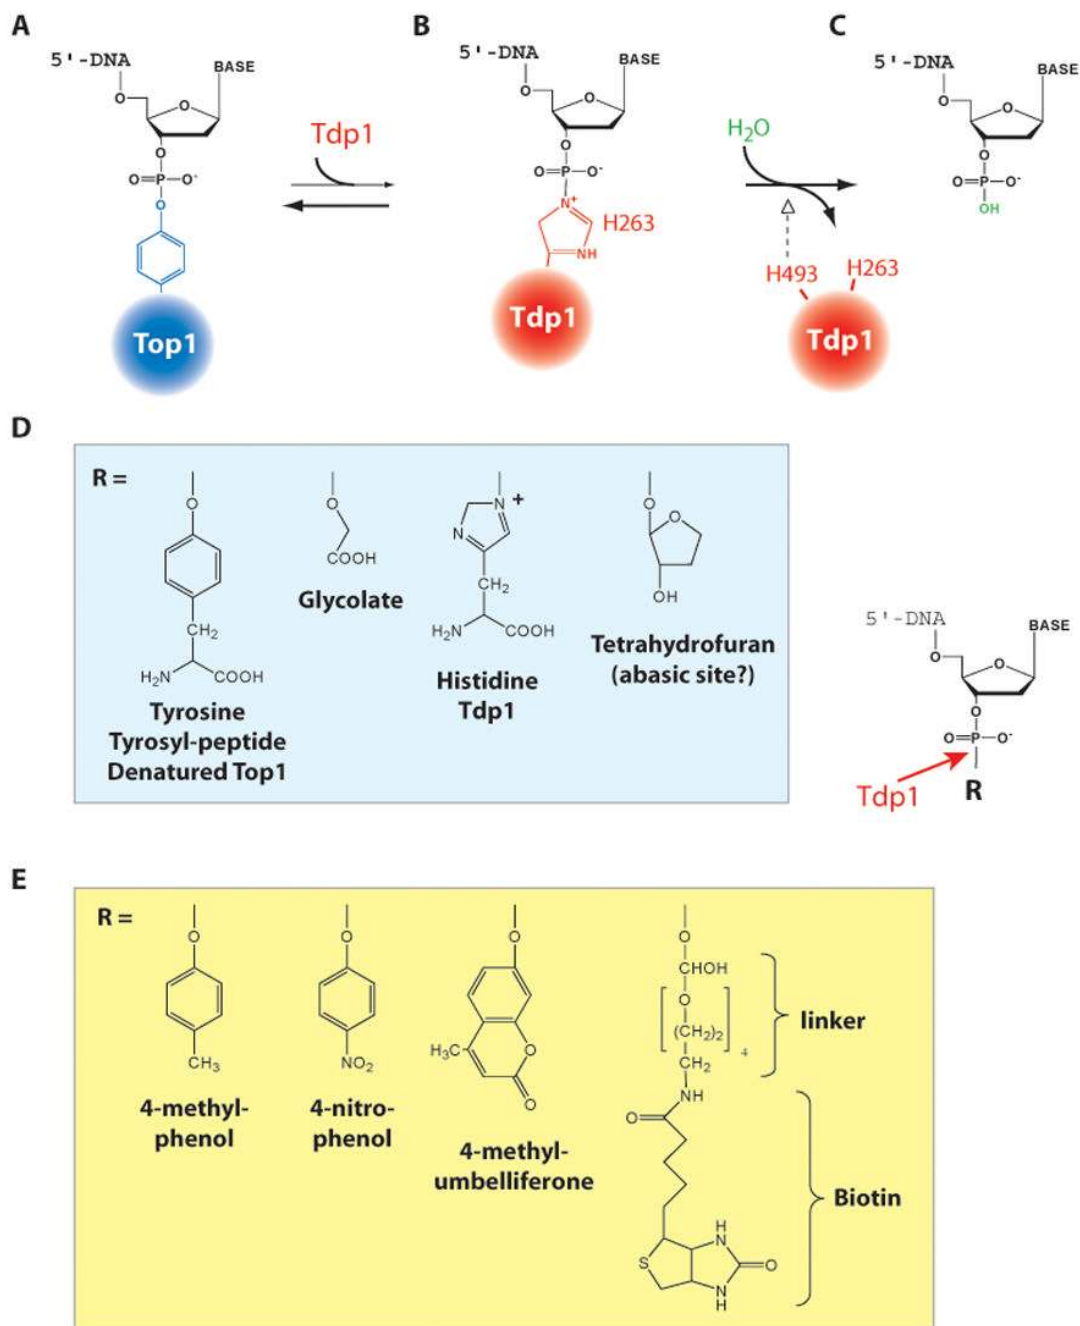 A
B
C
5'-DNA
BASE
O
O
O
O=P-O⁺
O
Top1
Tdp1
5'-DNA
BASE
O
O
O
O=P-O⁻
N⁺
NH
H263
Tdp1
H₂O
H493
H263
Tdp1
5'-DNA
BASE
O
O
O
O=P-O⁻
OH
D
R =
O
CH₂
H₂N
COOH
Tyrosine
Tyrosyl-peptide
Denatured Top1
O
COOH
Glycolate
N
+
N
CH₂
H₂N
COOH
Histidine
Tdp1
O
O
OH
Tetrahydrofuran
(abasic site?)
5'-DNA
BASE
O
O
O
O=P-O⁻
Tdp1
R
E
R =
O
CH₃
4-methyl-
phenol
O
NO₂
4-nitro-
phenol
O
H₃C
O
O
4-methyl-
umbelliferone
O
CHOH
O
(CH₂)₂
4
CH₂
NH
O
linker
Biotin
S
H
N
O
N
H